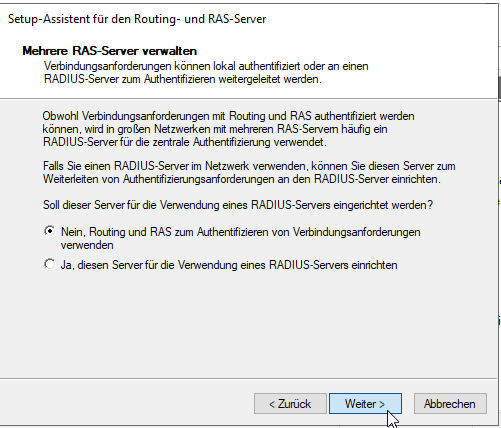 Setup-Assistent für den Routing- und RAS-Server
Mehrere RAS-Server verwalten
Verbindungsanforderungen können lokal authentifiziert oder an einen
RADIUS-Server zum Authentifizieren weitergeleitet werden.
Obwohl Verbindungsanforderungen mit Routing und RAS authentifiziert werden
können, wird in großen Netzwerken mit mehreren RAS-Servern häufig ein
RADIUS-Server für die zentrale Authentifizierung verwendet.
Falls Sie einen RADIUS-Server im Netzwerk verwenden, können Sie diesen Server zum
Weiterleiten von Authentifizierungsanforderungen an den RADIUS-Server einrichten.
Soll dieser Server für die Verwendung eines RADIUS-Servers eingerichtet werden?
Nein, Routing und RAS zum Authentifizieren von Verbindungsanforderungen
verwenden
Ja, diesen Server für die Verwendung eines RADIUS-Servers einrichten
< Zurück Weiter > Abbrechen